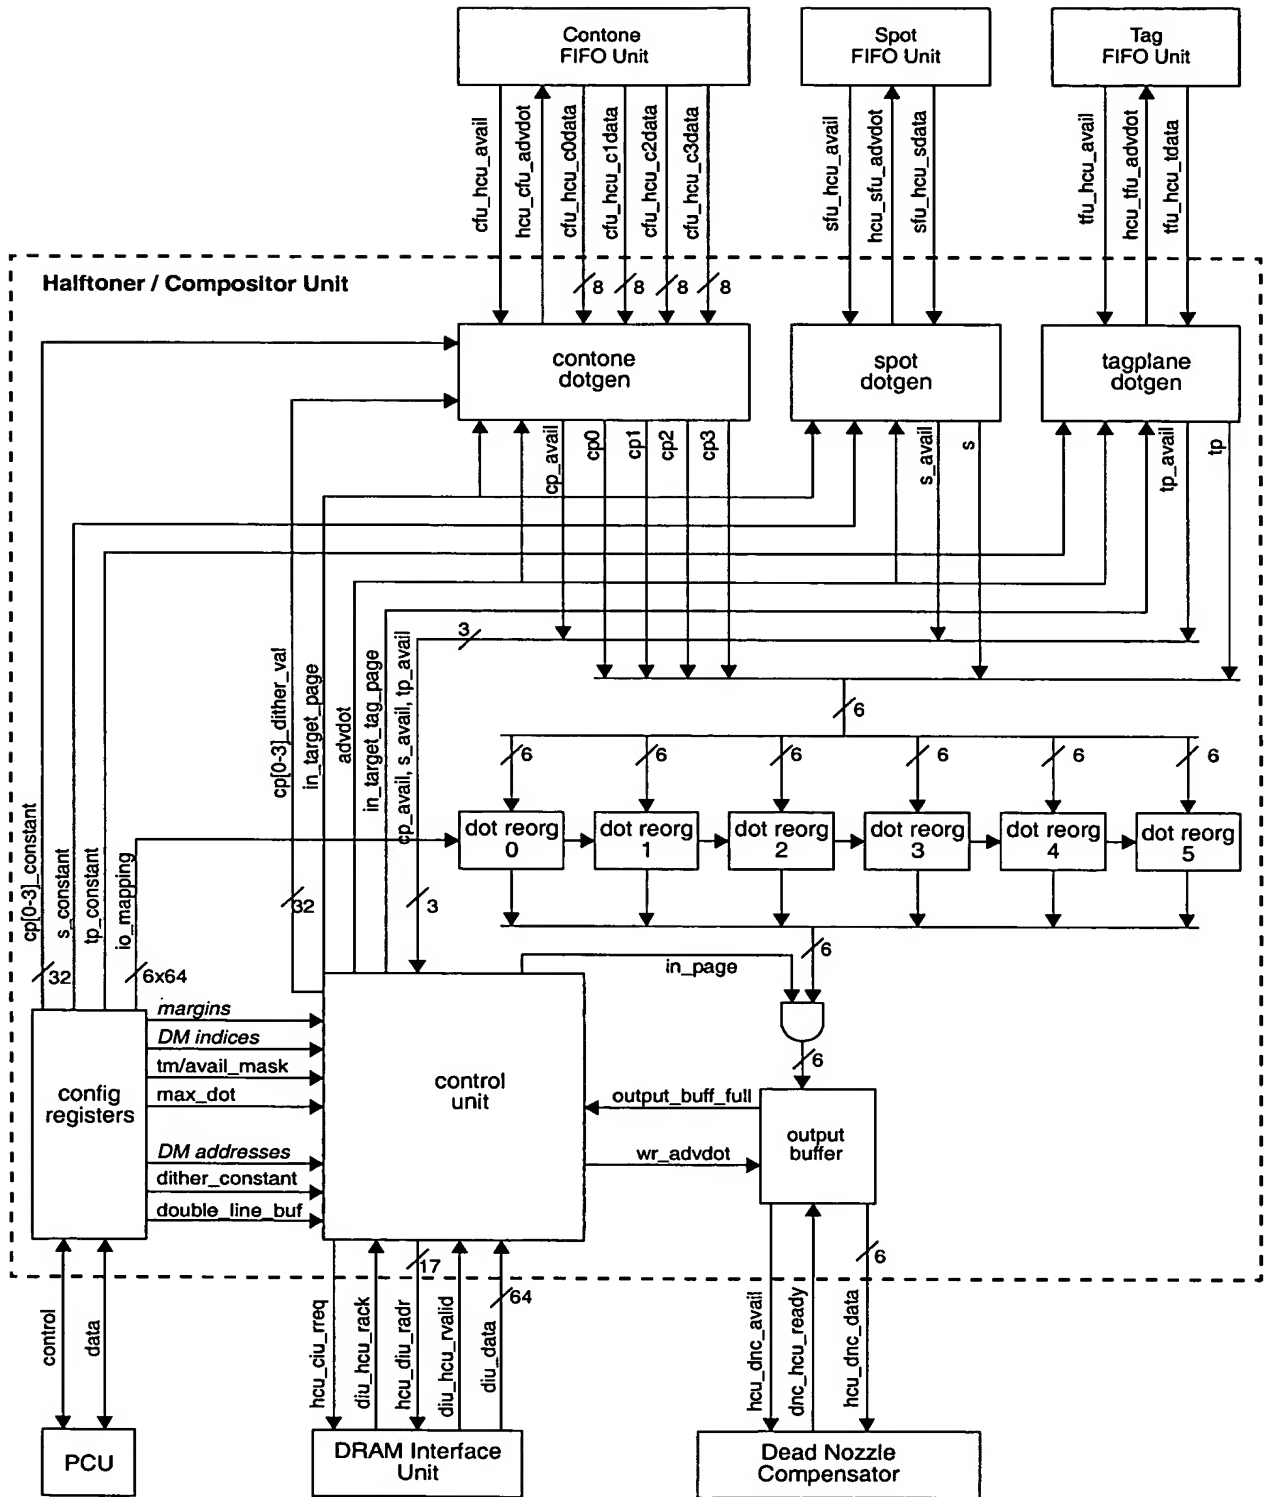 Contone
FIFO Unit
Spot
FIFO Unit
Tag
FIFO Unit
cfu_hcu_avail
hcu_cfu_advdot
cfu_hcu_c0data
cfu_hcu_c1data
cfu_hcu_c2data
cfu_hcu_c3data
sfu_hcu_avail
hcu_sfu_advdot
sfu_hcu_sdata
tfu_hcu_avail
hcu_tfu_advdot
tfu_hcu_tdata
Halftoner / Compositor Unit
8
8
8
8
contone
dotgen
spot
dotgen
tagplane
dotgen
cp_avail
cp0
cp1
cp2
cp3
s_avail
s
tp_avail
tp
3
cp[0-3]_dither_val
in_target_page
advdot
in_target_tag_page
cp_avail, s_avail, tp_avail
6
6
6
6
6
6
6
dot reorg
0
dot reorg
1
dot reorg
2
dot reorg
3
dot reorg
4
dot reorg
5
cp[0-3]_constant
s_constant
tp_constant
io_mapping
32
3
32
6x64
6
in_page
margins
DM indices
tm/avail_mask
max_dot
DM addresses
dither_constant
double_line_buf
config
registers
control
unit
6
output_buff_full
wr_advdot
output
buffer
17
64
6
control
data
hcu_ciu_rreq
diu_hcu_rack
hcu_diu_radr
diu_hcu_rvalid
diu_data
hcu_dnc_avail
dnc_hcu_ready
hcu_dnc_data
PCU
DRAM Interface
Unit
Dead Nozzle
Compensator